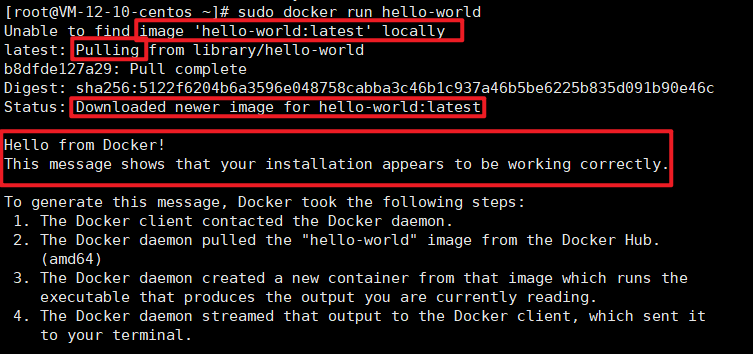 [root@VM-12-10-centos ~]# sudo docker run hello-world
Unable to find image 'hello-world:latest' locally
latest: Pulling from library/hello-world
b8dfde127a29: Pull complete
Digest: sha256:5122f6204b6a3596e048758cabba3c46b1c937a46b5be6225b835d091b90e46c
Status: Downloaded newer image for hello-world:latest
Hello from Docker!
This message shows that your installation appears to be working correctly.
To generate this message, Docker took the following steps:
1. The Docker client contacted the Docker daemon.
2. The Docker daemon pulled the "hello-world" image from the Docker Hub.
(amd64)
3. The Docker daemon created a new container from that image which runs the
executable that produces the output you are currently reading.
4. The Docker daemon streamed that output to the Docker client, which sent it
to your terminal.